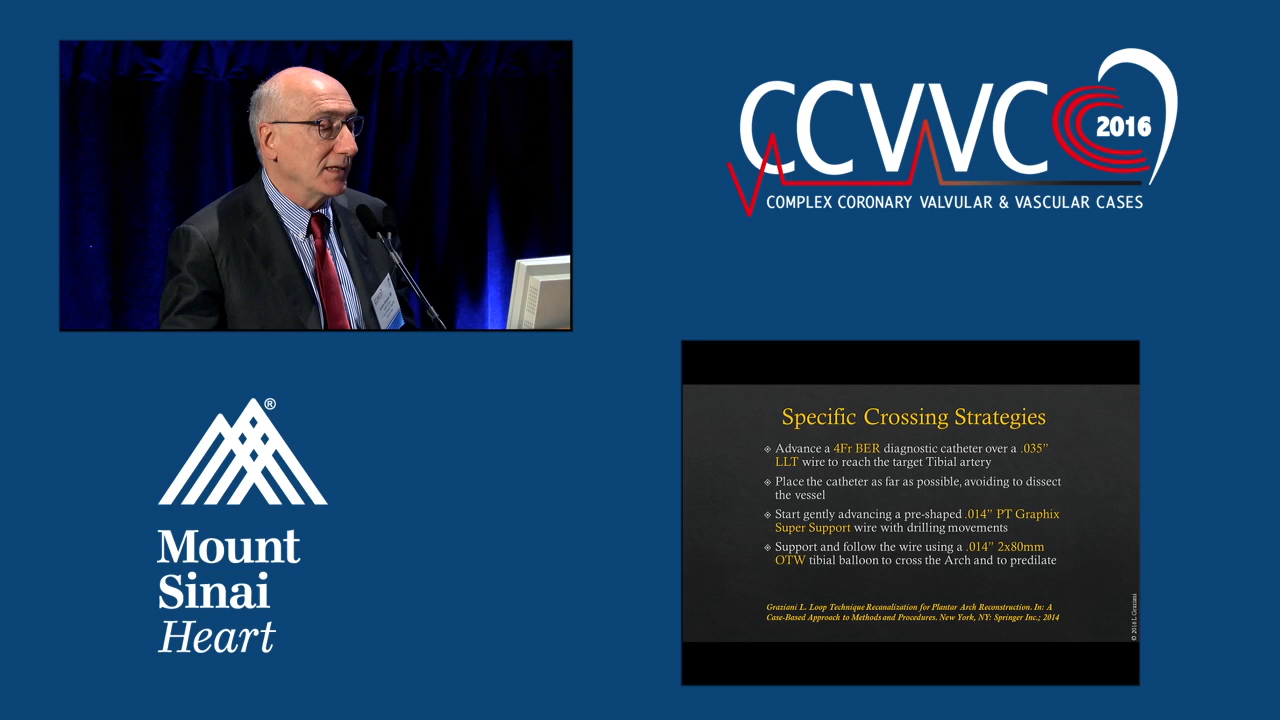 CCVVC
2016
COMPLEX CORONARY VALVULAR & VASCULAR CASES
®
Mount
Sinai
Heart
Specific Crossing Strategies
Advance a 4Fr BER diagnostic catheter over a .035”
LLT wire to reach the target Tibial artery
Place the catheter as far as possible, avoiding to dissect
the vessel
Start gently advancing a pre-shaped .014” PT Graphix
Super Support wire with drilling movements
Support and follow the wire using a .014” 2x80mm
OTW tibial balloon to cross the Arch and to predilate
Graziani L. Loop Technique Recanalization for Plantar Arch Reconstruction. In: A
Case-Based Approach to Methods and Procedures. New York, NY: Springer Inc.; 2014
© 2016 L Graziani